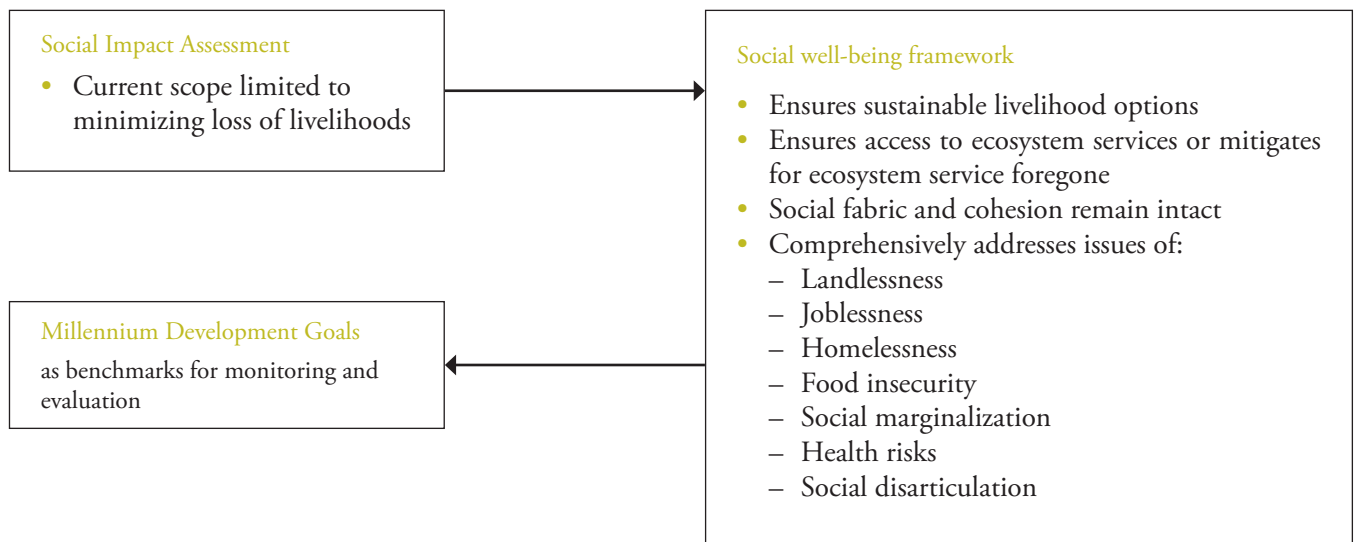 Social Impact Assessment
• Current scope limited to
minimizing loss of livelihoods
Millennium Development Goals
as benchmarks for monitoring and
evaluation
Social well-being framework
• Ensures sustainable livelihood options
• Ensures access to ecosystem services or mitigates
for ecosystem service foregone
• Social fabric and cohesion remain intact
• Comprehensively addresses issues of:
– Landlessness
– Joblessness
– Homelessness
– Food insecurity
– Social marginalization
– Health risks
– Social disarticulation